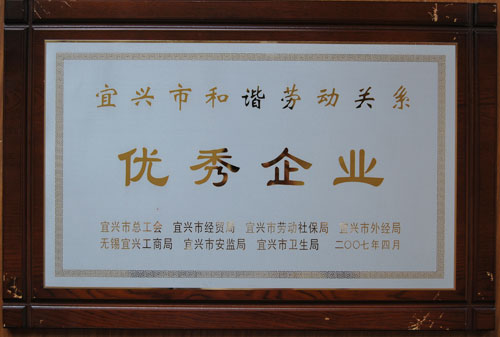 宜兴市和谐劳动关系
优秀企业
宜兴市总工会 宜兴市经贸局 宜兴市劳动社保局 宜兴市外经局
无锡宜兴工商局 宜兴市安监局 宜兴市卫生局 二〇〇七年四月